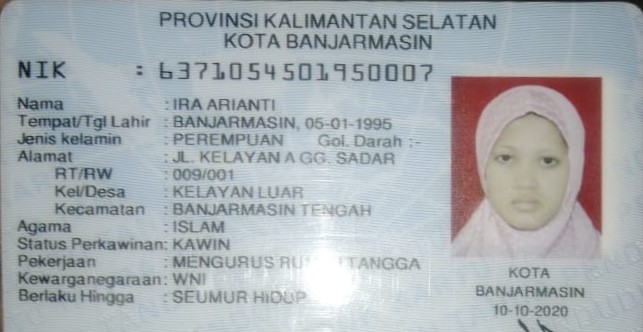 PROVINSI KALIMANTAN SELATAN
KOTA BANJARMASIN
NIK : 6371054501950007
Nama : IRA ARIANTI
Tempat/Tgl Lahir : BANJARMASIN, 05-01-1995
Jenis kelamin : PEREMPUAN Gol. Darah :-
Alamat : JL. KELAYAN A GG. SADAR
RT/RW : 009/001
Kel/Desa : KELAYAN LUAR
Kecamatan : BANJARMASIN TENGAH
Agama : ISLAM
Status Perkawinan: KAWIN
Pekerjaan : MENGURUS TANGGA
Kewarganegaraan: WNI
Berlaku Hingga : SEUMUR HIDUP
KOTA
BANJARMASIN
10-10-2020